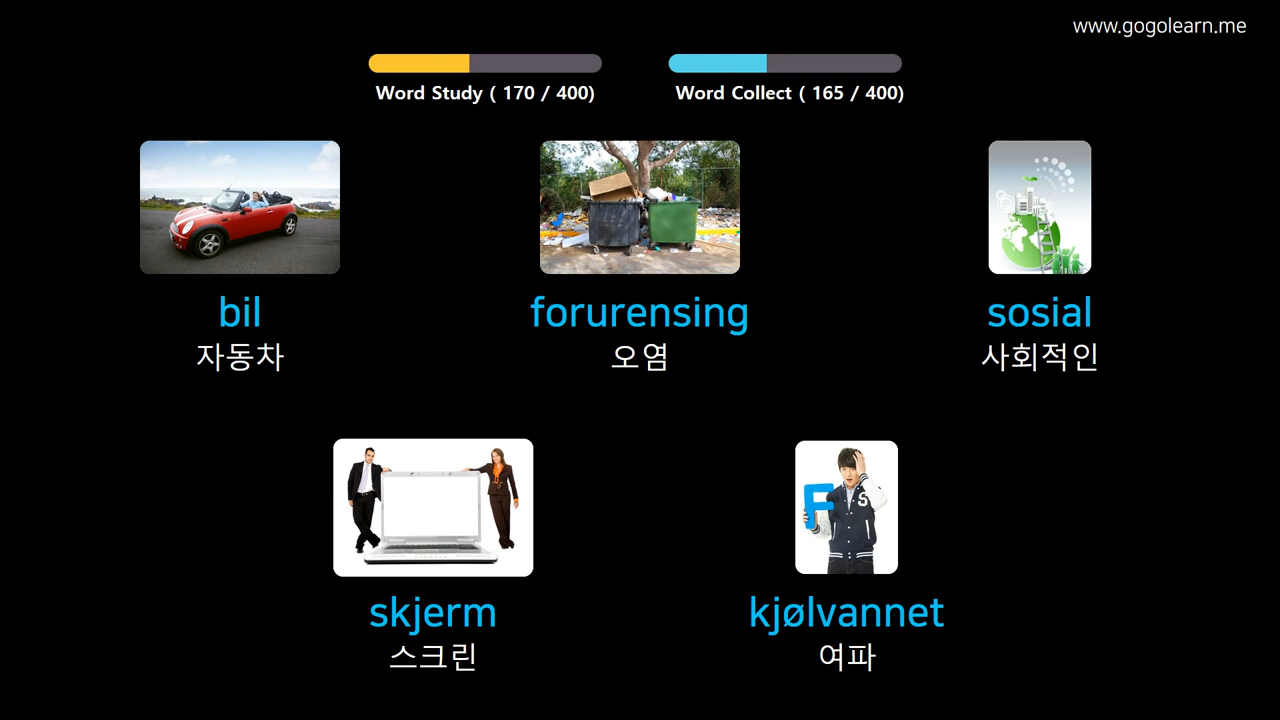 www.gogolearn.me
Word Study ( 170 / 400)
Word Collect ( 165 / 400)
bil
자동차
forurensing
오염
sosial
사회적인
F
S
skjerm
스크린
kjølvannet
여파